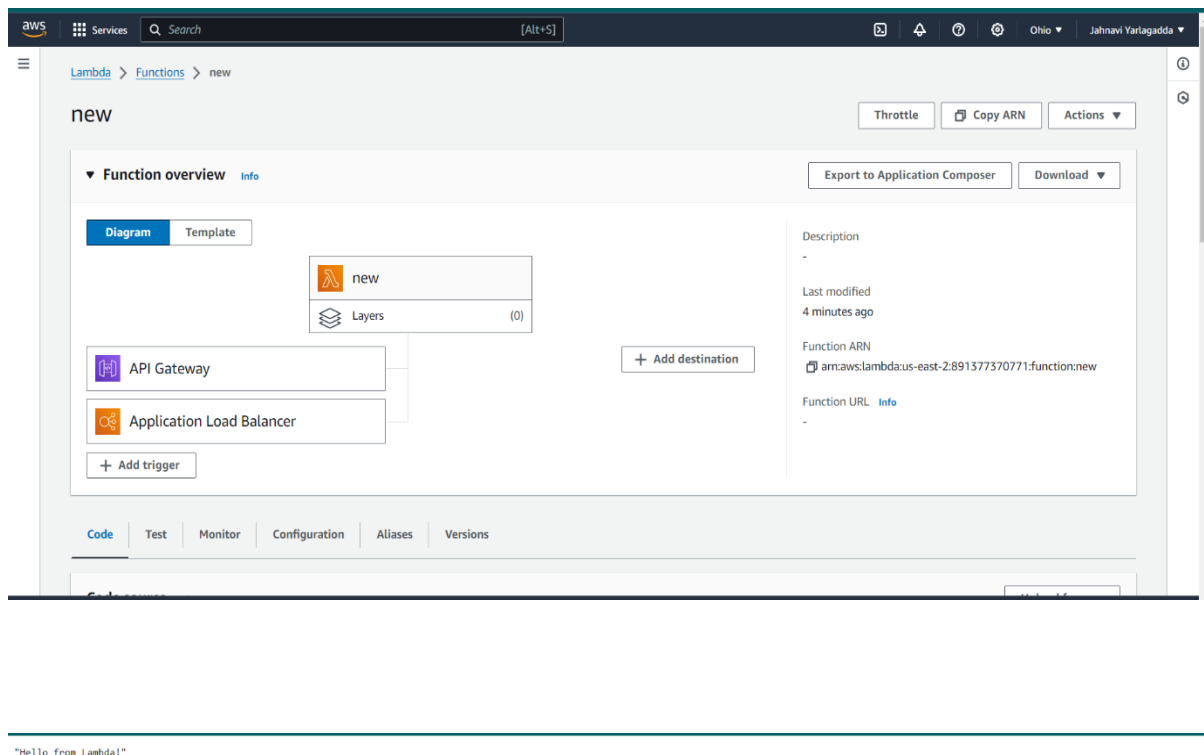 aws Services Search [Alt+S] Ohio Jahnavi Yarlagadda
Lambda > Functions > new
new
Throttle Copy ARN Actions
Function overview Info
Export to Application Composer Download
Diagram Template
Description
-
new
Last modified
Layers (0)
4 minutes ago
Function ARN
+ Add destination
API Gateway
arn:aws:lambda:us-east-2:891377370771:function:new
Function URL Info
-
Application Load Balancer
+ Add trigger
Code Test Monitor Configuration Aliases Versions
"Hello from Lambda!"